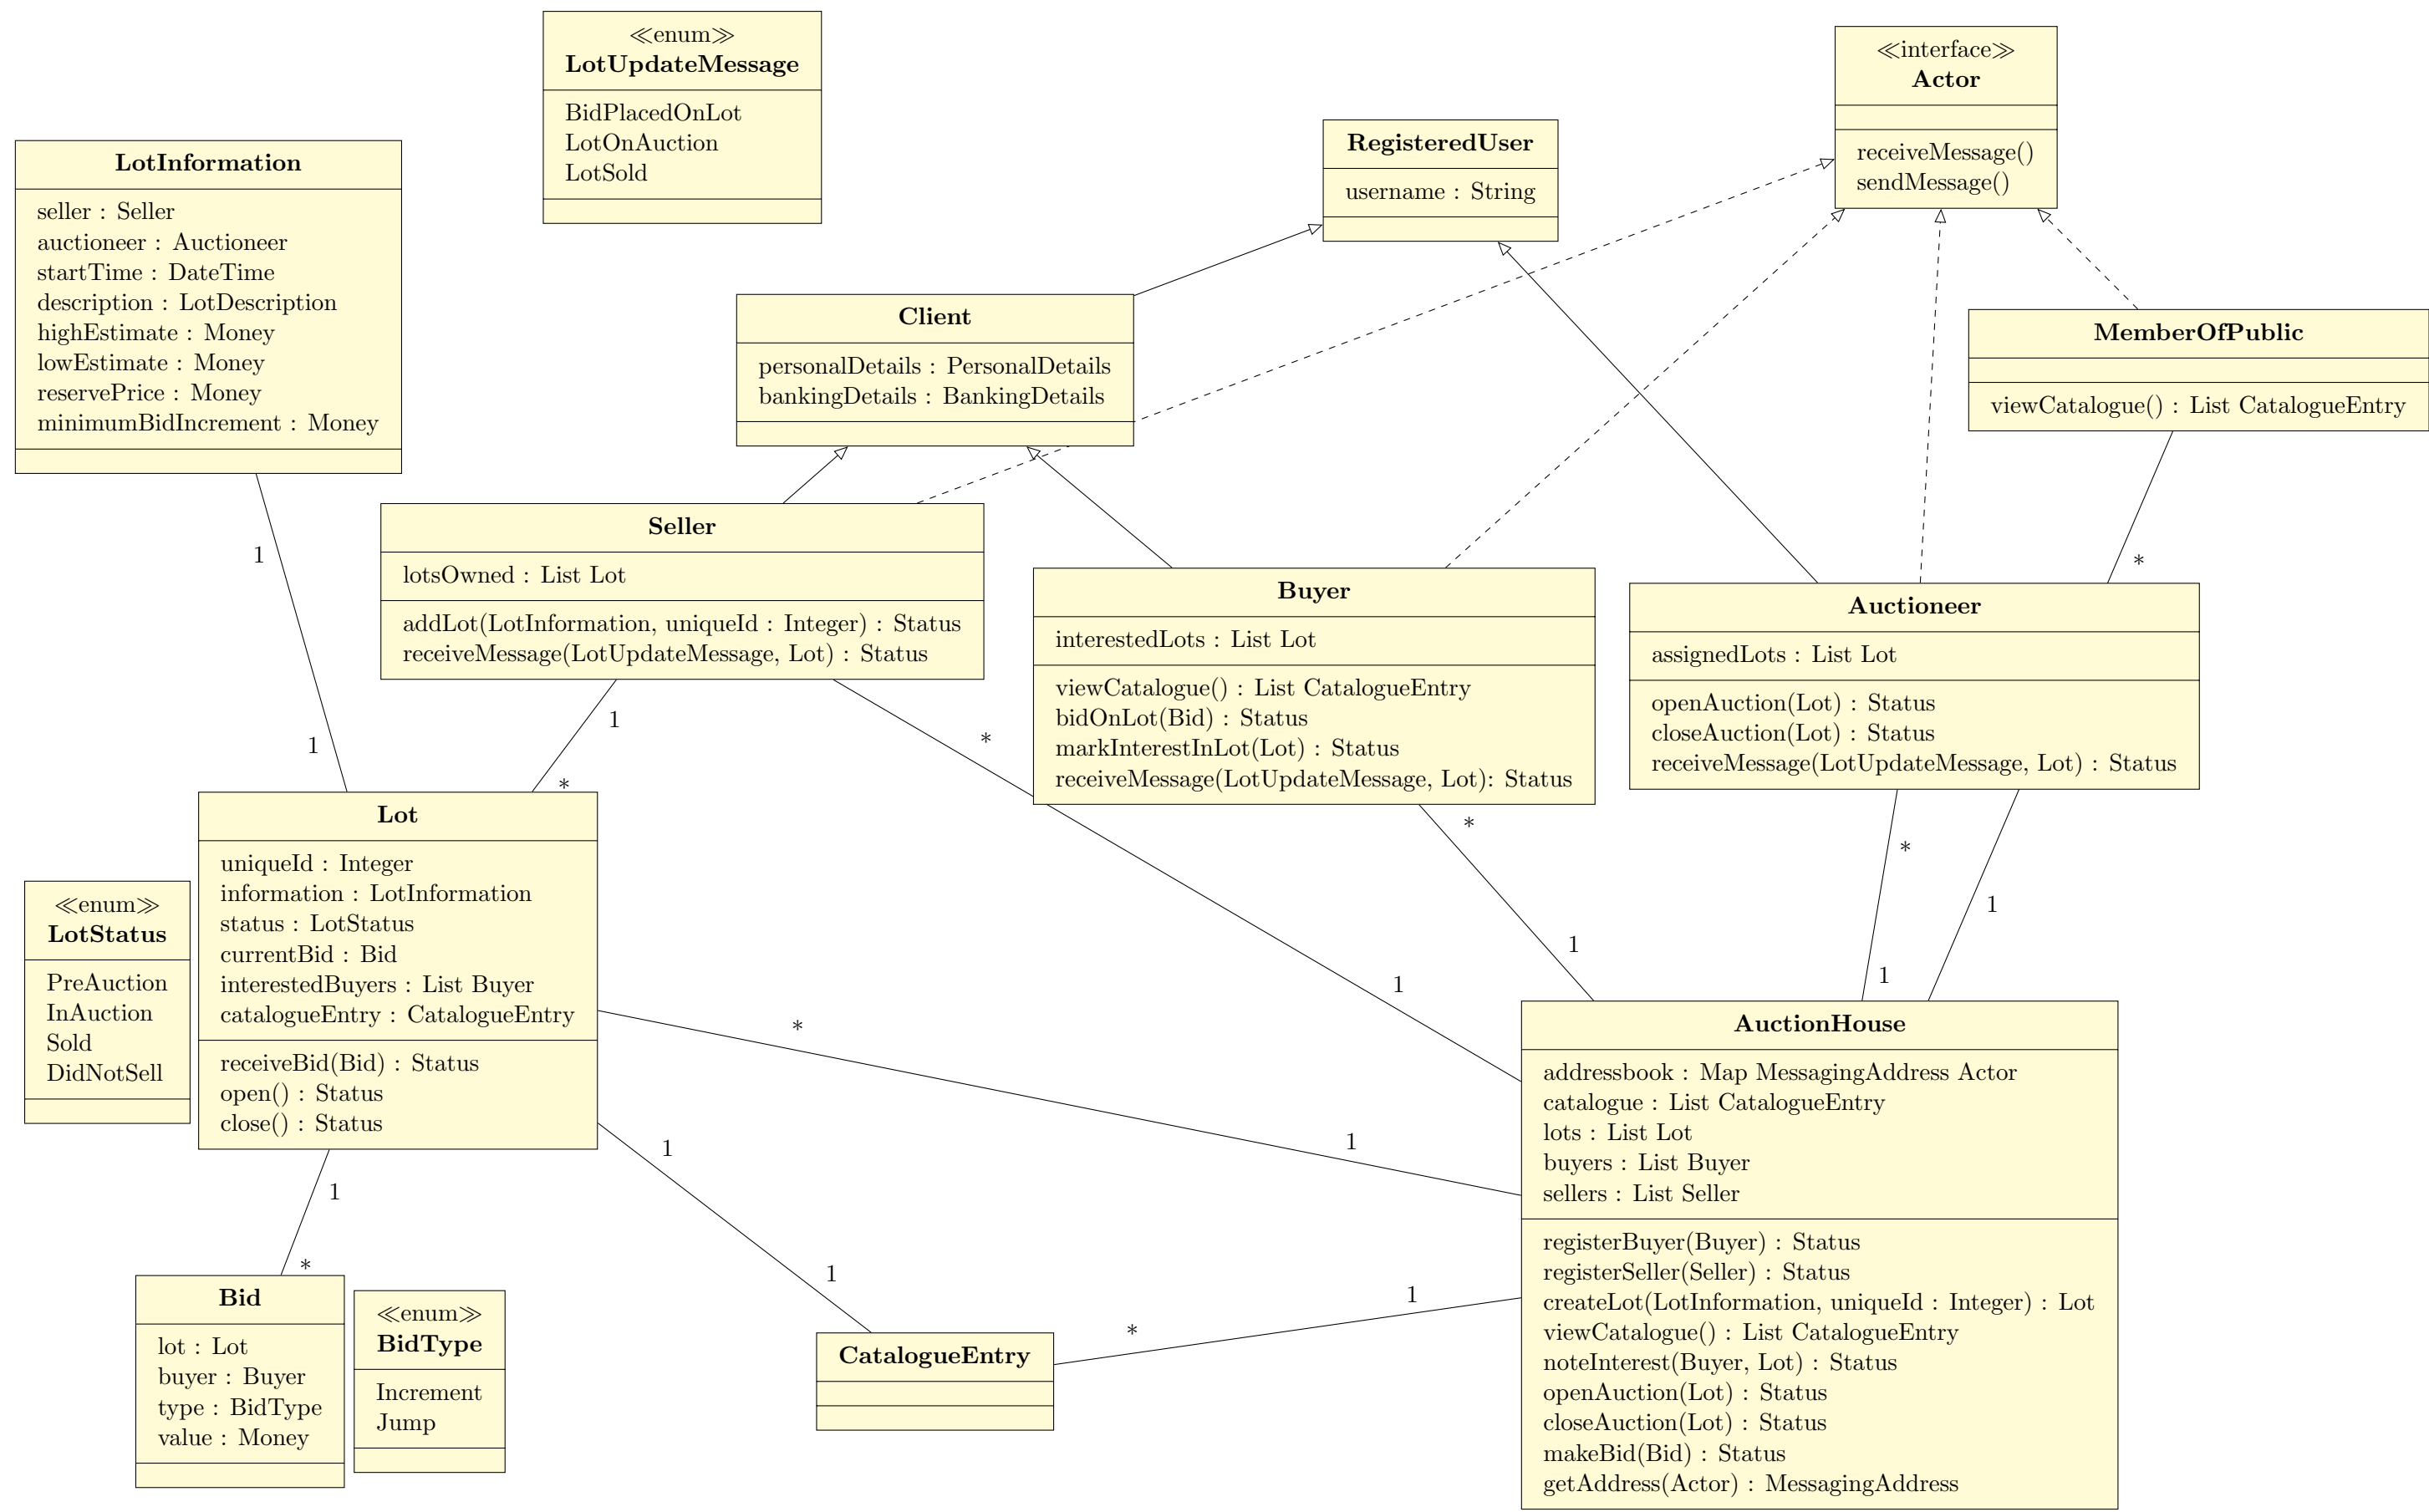 ≪enum≫
LotUpdateMessage
BidPlacedOnLot
LotOnAuction
LotSold
≪interface≫
Actor
receiveMessage()
sendMessage()
RegisteredUser
username : String
LotInformation
seller : Seller
auctioneer : Auctioneer
startTime : DateTime
description : LotDescription
highEstimate : Money
lowEstimate : Money
reservePrice : Money
minimumBidIncrement : Money
Client
personalDetails : PersonalDetails
bankingDetails : BankingDetails
MemberOfPublic
viewCatalogue() : List CatalogueEntry
Seller
lotsOwned : List Lot
addLot(LotInformation, uniqueId : Integer) : Status
receiveMessage(LotUpdateMessage, Lot) : Status
Buyer
interestedLots : List Lot
viewCatalogue() : List CatalogueEntry
bidOnLot(Bid) : Status
markInterestInLot(Lot) : Status
receiveMessage(LotUpdateMessage, Lot): Status
Auctioneer
assignedLots : List Lot
openAuction(Lot) : Status
closeAuction(Lot) : Status
receiveMessage(LotUpdateMessage, Lot) : Status
1
1
1
*
*
1
*
1
*
1
*
1
Lot
uniqueId : Integer
information : LotInformation
status : LotStatus
currentBid : Bid
interestedBuyers : List Buyer
catalogueEntry : CatalogueEntry
receiveBid(Bid) : Status
open() : Status
close() : Status
≪enum≫
LotStatus
PreAuction
InAuction
Sold
DidNotSell
*
1
1
1
1
*
*
1
AuctionHouse
addressbook : Map MessagingAddress Actor
catalogue : List CatalogueEntry
lots : List Lot
buyers : List Buyer
sellers : List Seller
registerBuyer(Buyer) : Status
registerSeller(Seller) : Status
createLot(LotInformation, uniqueId : Integer) : Lot
viewCatalogue() : List CatalogueEntry
noteInterest(Buyer, Lot) : Status
openAuction(Lot) : Status
closeAuction(Lot) : Status
makeBid(Bid) : Status
getAddress(Actor) : MessagingAddress
Bid
lot : Lot
buyer : Buyer
type : BidType
value : Money
≪enum≫
BidType
Increment
Jump
CatalogueEntry